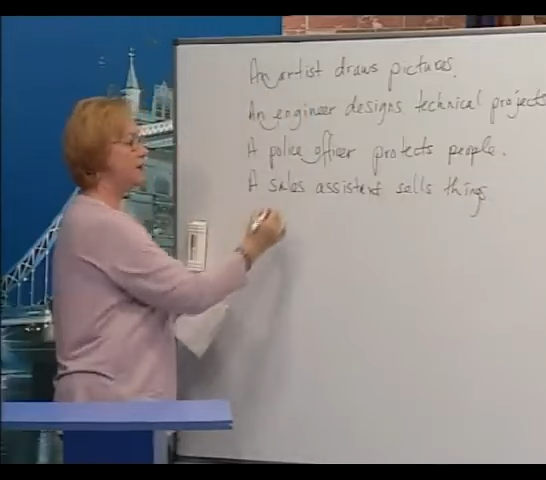 An artist draws pictures.
An engineer designs technical projects
A police officer protects people.
A sales assistant sells things